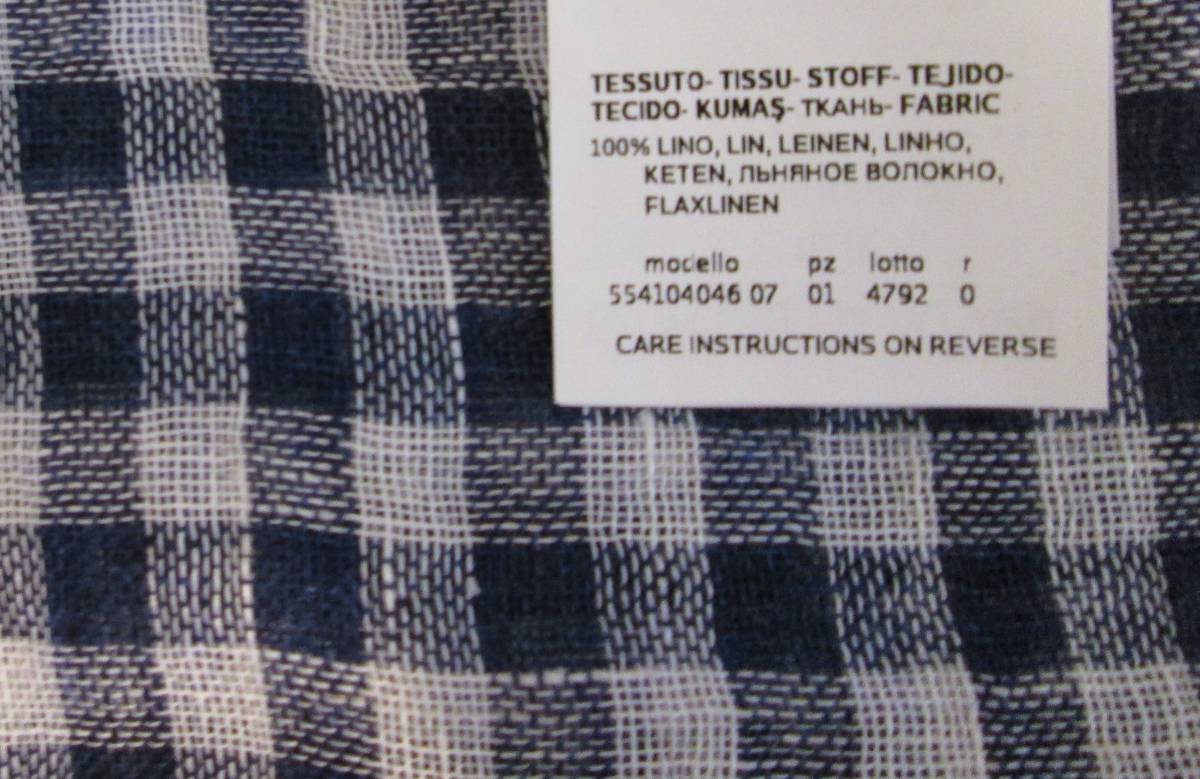 TESSUTO- TISSU- STOFF- TEJIDO-
TECIDO- KUMAŞ- ТКАНЬ- FABRIC
100% LINO, LIN, LEINEN, LINHO,
KETEN, ЛЬНЯНОЕ ВОЛОКНО,
FLAXLINEN
modello pz lotto r
554104046 07 01 4792 0
CARE INSTRUCTIONS ON REVERSE